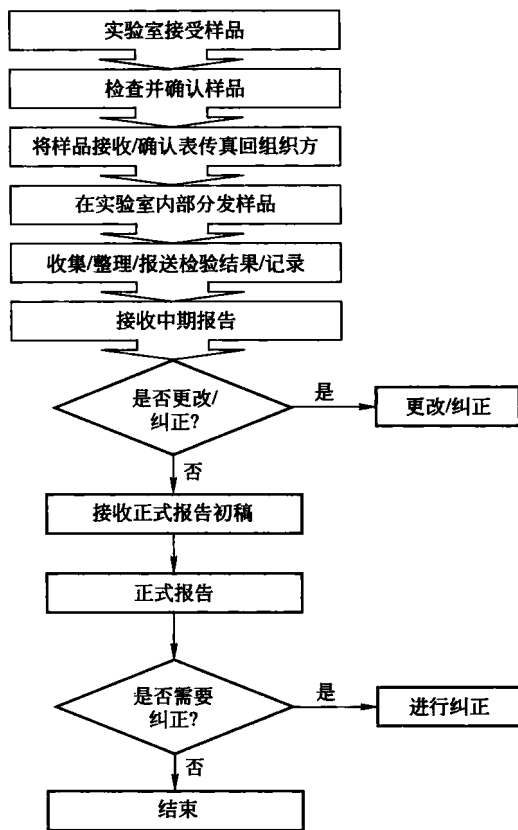 实验室接受样品
检查并确认样品
将样品接收/确认表传真回组织方
在实验室内部分发样品
收集/整理/报送检验结果/记录
接收中期报告
是否更改/
纠正?
是
更改/纠正
否
接收正式报告初稿
正式报告
是否需要
纠正?
是
进行纠正
否
结束